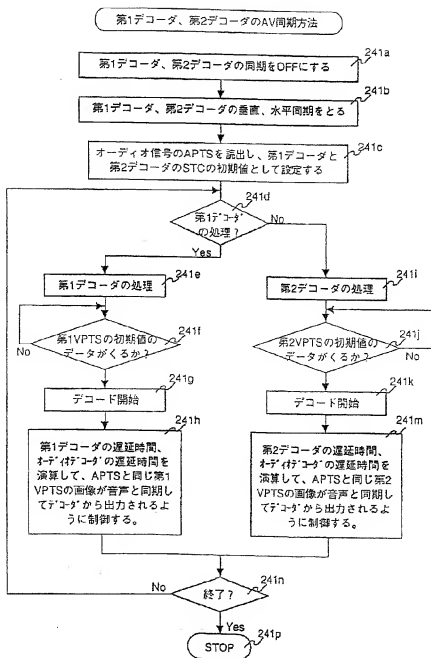 第1デコーダ、第2デコーダのAV同期方法
241a
第1デコーダ、第2デコーダの同期をOFFにする
241b
第1デコーダ、第2デコーダの垂直、水平同期をとる
241c
オーディオ信号のAPTSを読出し、第1デコーダと
第2デコーダのSTCの初期値として設定する
241d
第1デコーダ
の処理?
No
Yes
241e
第1デコーダの処理
241f
第1VPTSの初期値の
データがくるか?
No
241g
デコード開始
241h
第1デコーダの遅延時間、
オーディオデコーダの遅延時間を
演算して、APTSと同じ第1
VPTSの画像が音声と同期し
てデコーダから出力されるよ
うに制御する。
241i
第2デコーダの処理
241j
第2VPTSの初期値の
データがくるか?
No
241k
デコード開始
241m
第2デコーダの遅延時間、
オーディオデコーダの遅延時間を
演算して、APTSと同じ第2
VPTSの画像が音声と同期し
てデコーダから出力されるよ
うに制御する。
241n
終了?
No
Yes
241p
STOP